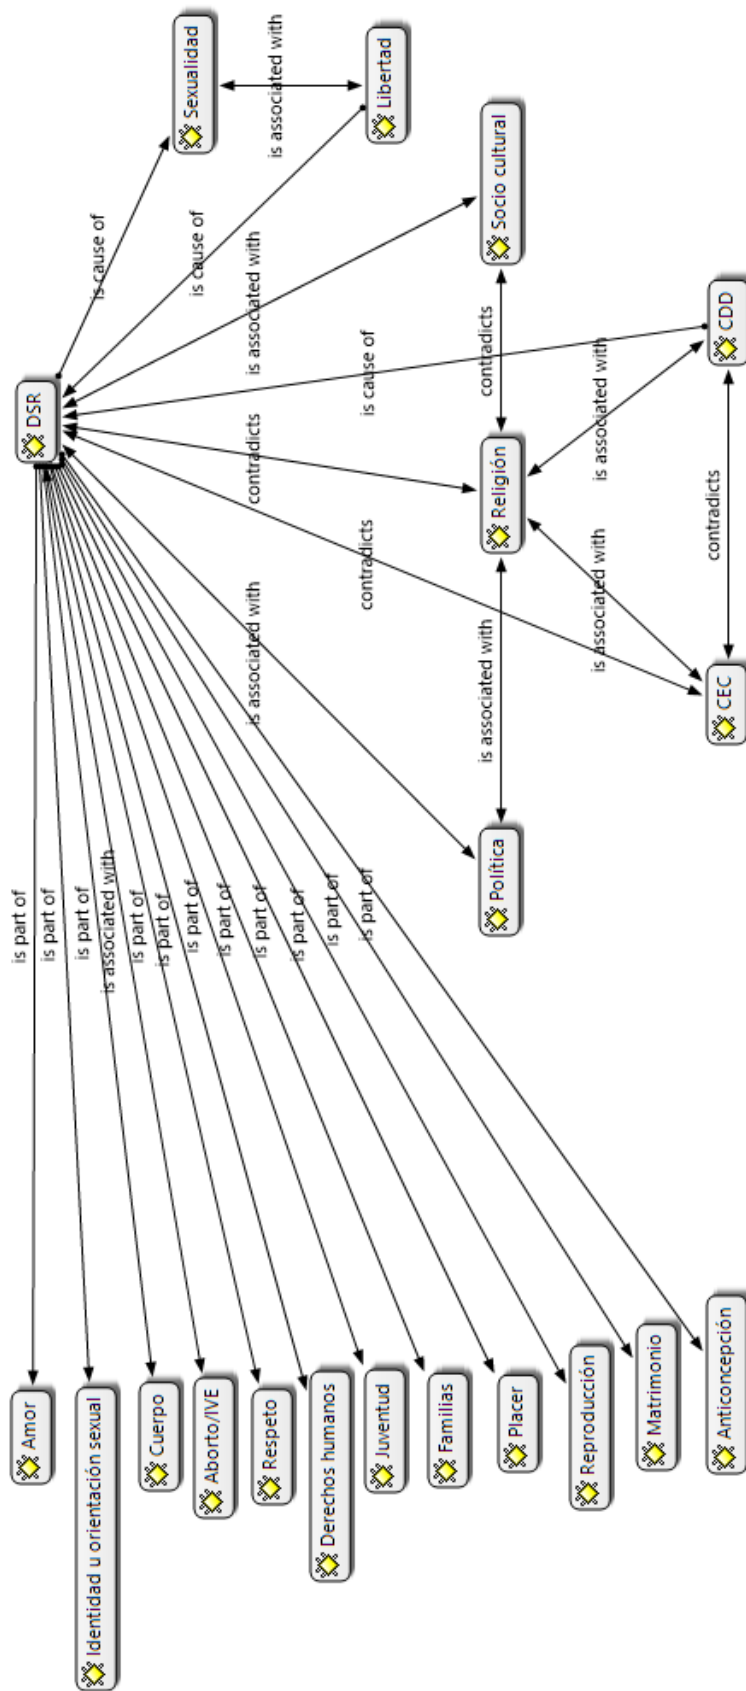 Amor
Identidad u orientación sexual
Cuerpo
Aborto/IVE
Respeto
Derechos humanos
Juventud
Familias
Placer
Reproducción
Matrimonio
Anticoncepción
is part of
is part of
is part of
is associated with
is part of
is part of
is part of
is part of
is part of
is part of
is part of
Política
is associated with
is associated with
CEC
DSR
contradicts
contradicts
Religión
is associated with
is associated with
contradicts
is cause of
is cause of
is associated with
is cause of
contradicts
CDD
Sexualidad
is associated with
Libertad
Socio cultural